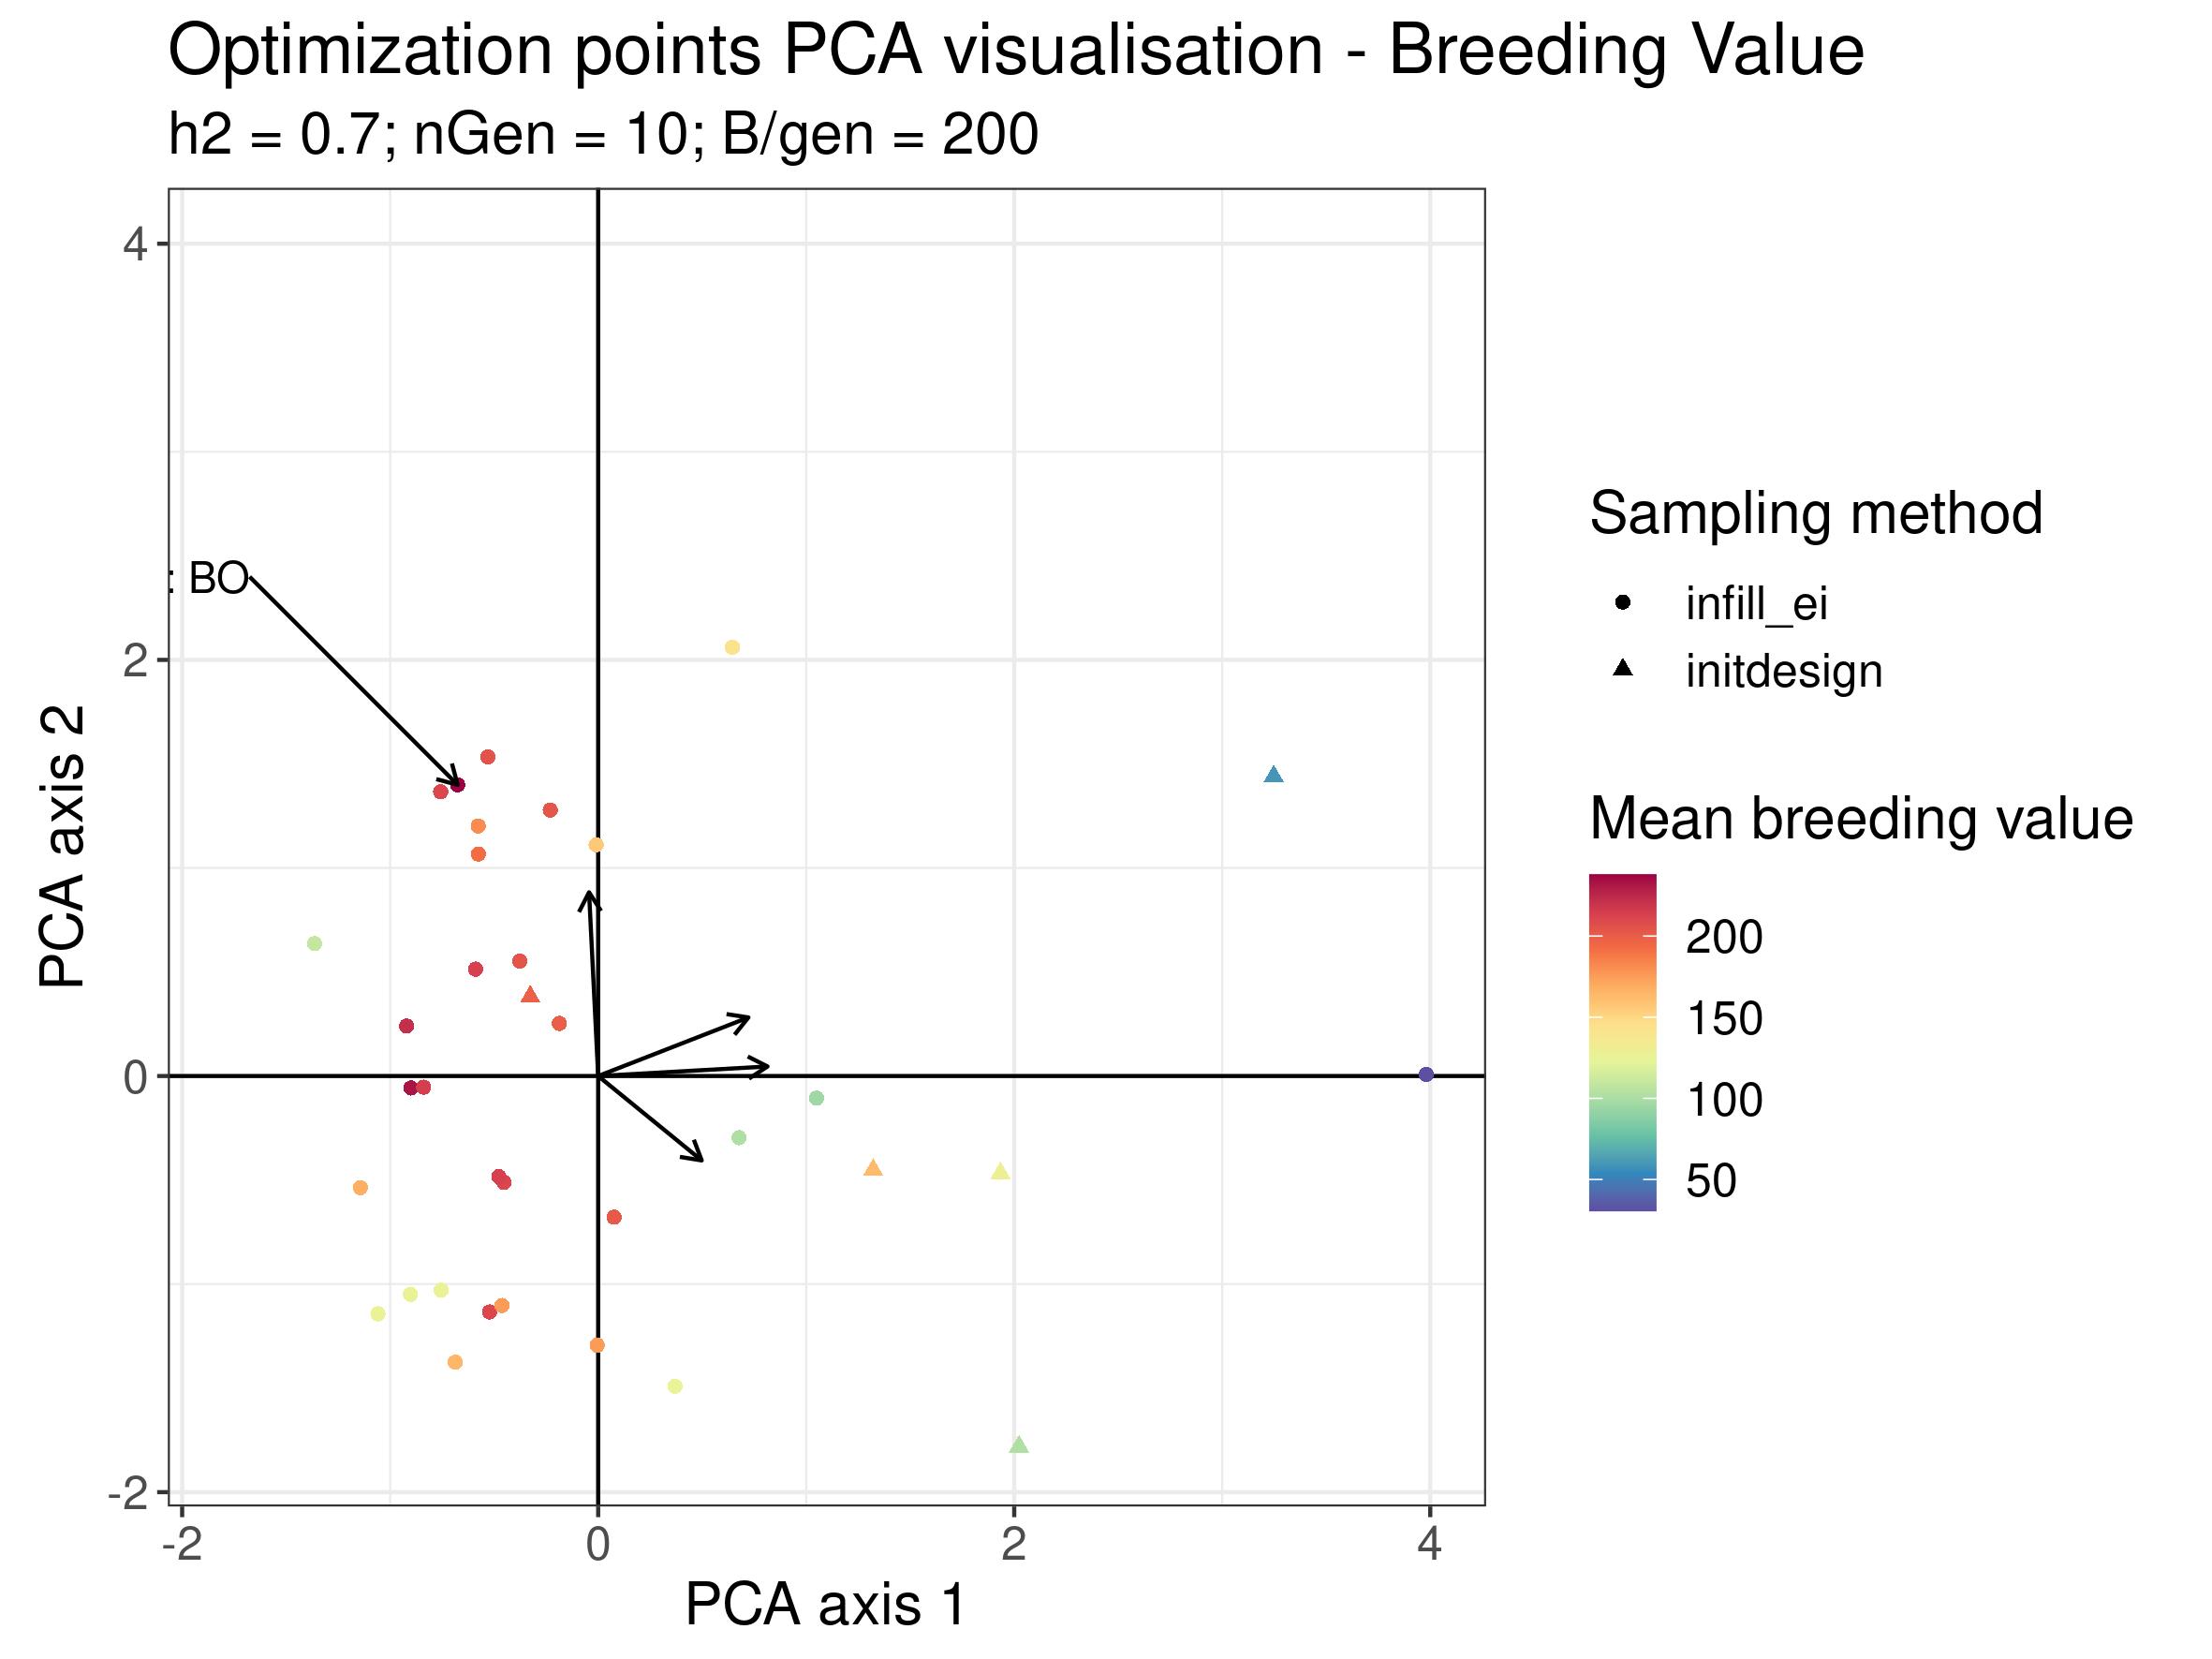 Optimization points PCA visualisation - Breeding Value
h2 = 0.7; nGen = 10; B/gen = 200
4
2
0
-2
: BO
PCA axis 2
-2
0
2
4
PCA axis 1
Sampling method
infill_ei
initdesign
Mean breeding value
200
150
100
50